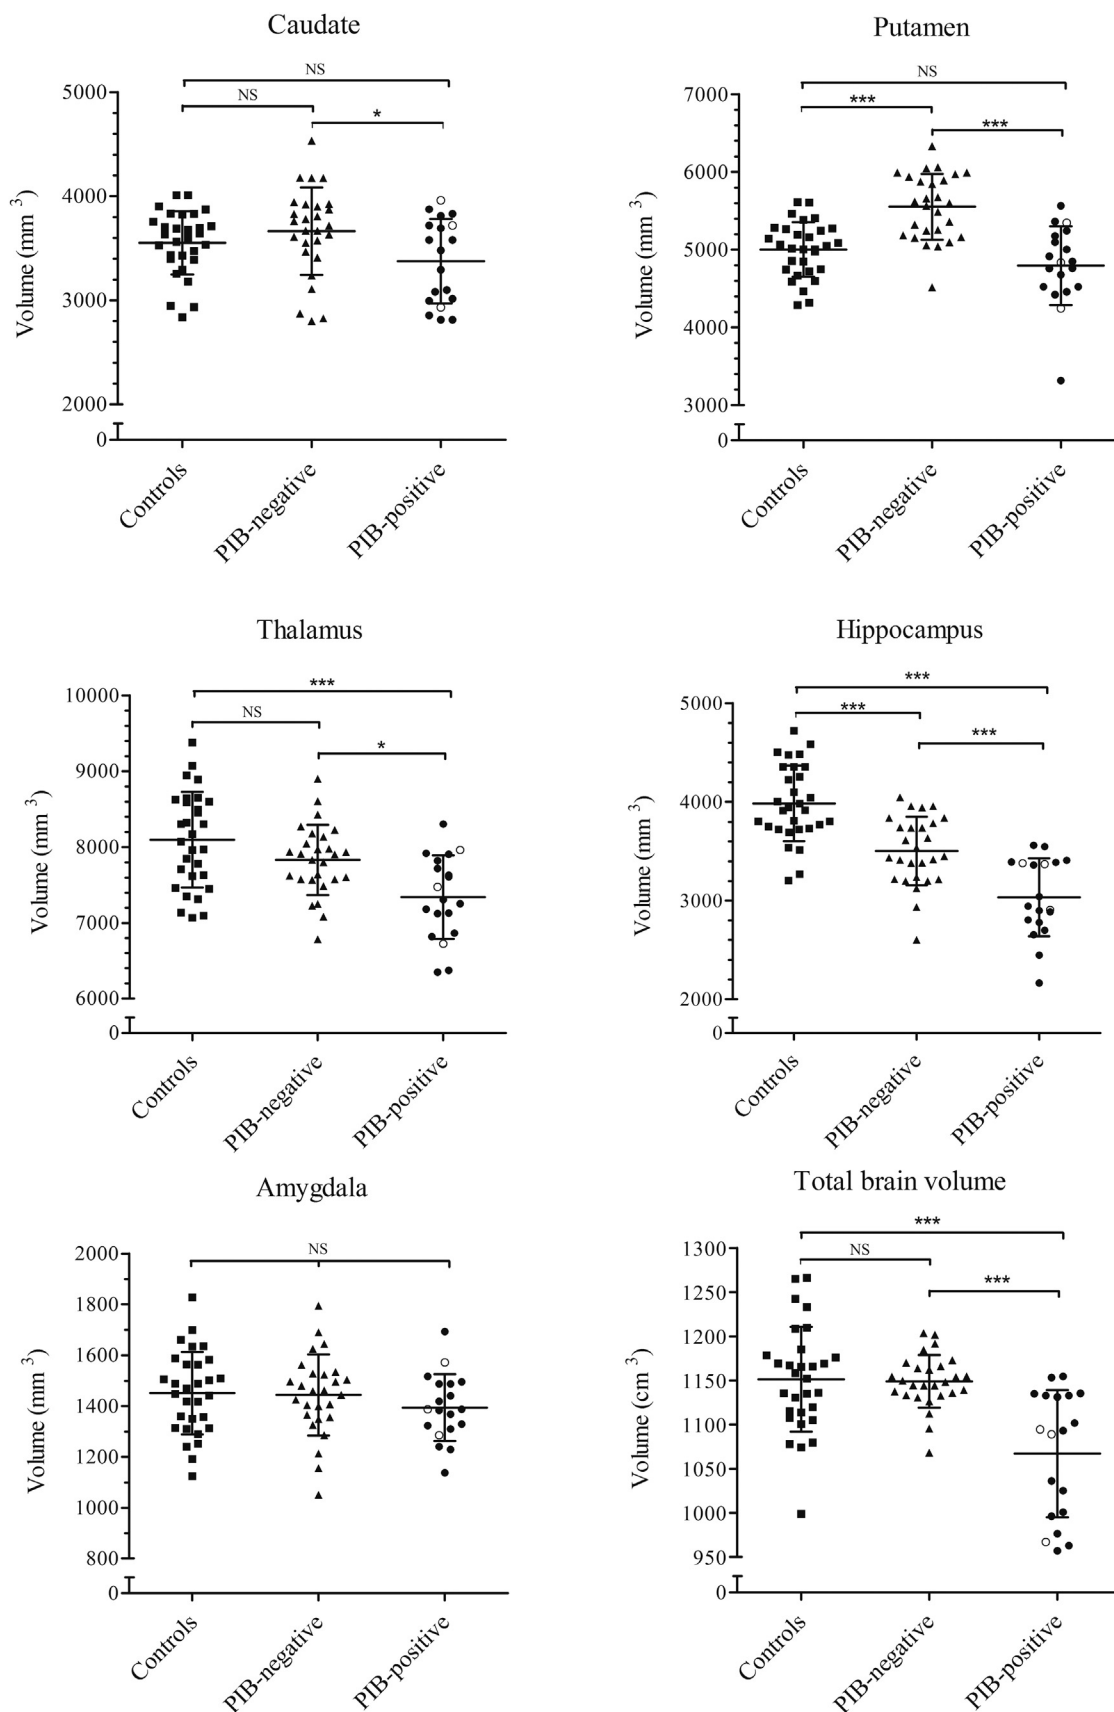 Caudate
NS
NS
*
5000
4000
3000
2000
0
Volume (mm 3)
Controls
PIB-negative
PIB-positive
Putamen
NS
***
***
7000
6000
5000
4000
3000
0
Volume (mm 3)
Controls
PIB-negative
PIB-positive
Thalamus
***
NS
*
10000
9000
8000
7000
6000
0
Volume (mm 3)
Controls
PIB-negative
PIB-positive
Hippocampus
***
***
***
5000
4000
3000
2000
0
Volume (mm 3)
Controls
PIB-negative
PIB-positive
Amygdala
NS
2000
1800
1600
1400
1200
1000
800
0
Volume (mm 3)
Controls
PIB-negative
PIB-positive
Total brain volume
***
NS
***
1300
1250
1200
1150
1100
1050
1000
950
0
Volume (cm 3)
Controls
PIB-negative
PIB-positive